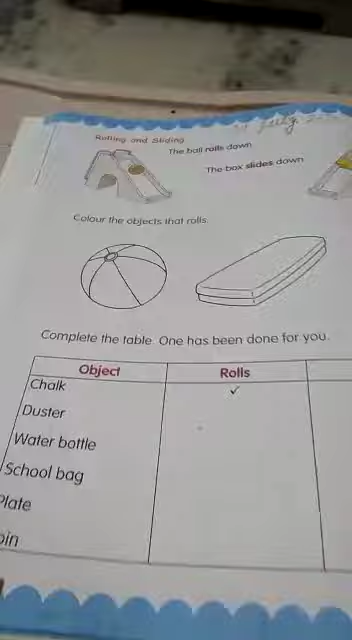 Rolling and Sliding
The ball rolls down
The box slides down
Colour the objects that rolls.
Complete the table. One has been done for you.
Object Rolls
Chalk ✓
Duster
Water bottle
School bag
Plate
oin